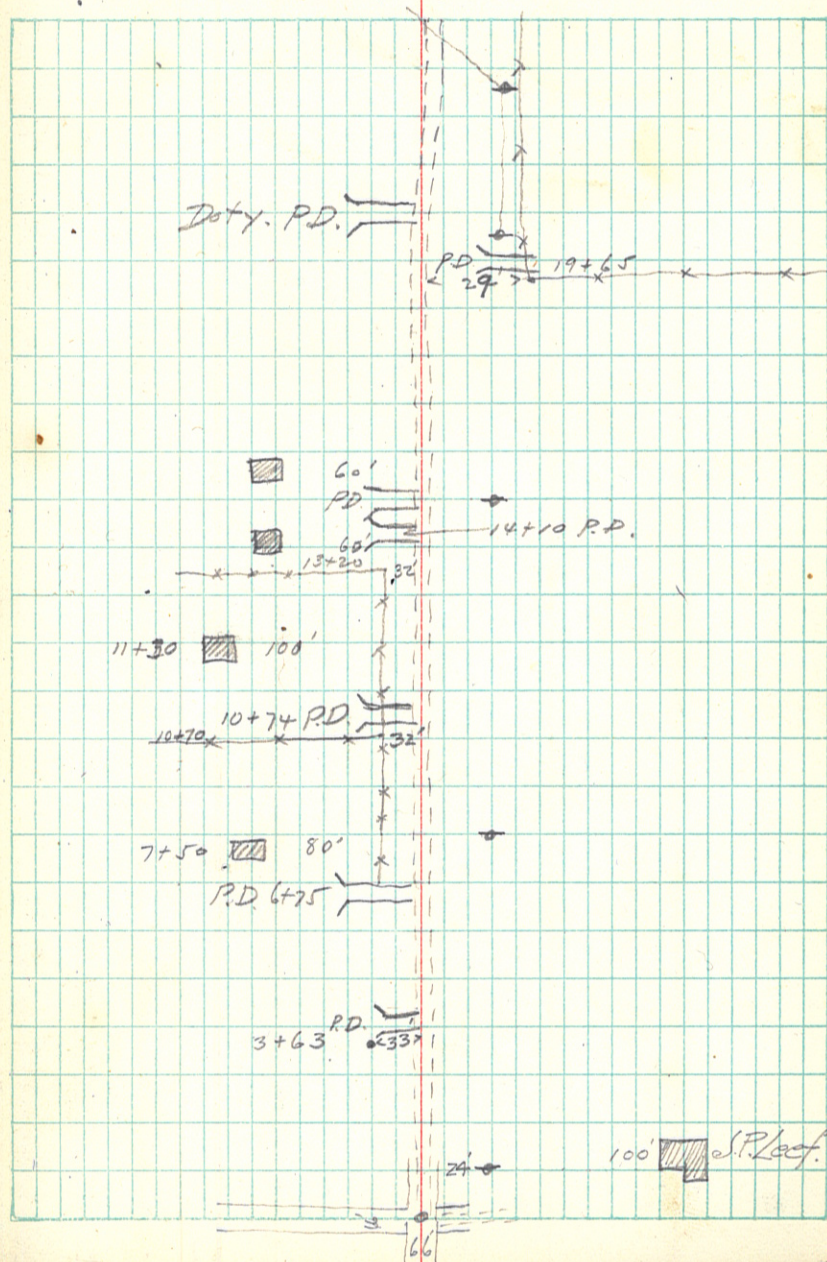 Doty. P.D.
P.D.
19+65
29'
60'
P.D.
14+10 P.D.
60'
13+20
32'
11+30
100'
10+74 P.D.
10+70
32'
7+50
80'
P.D. 6+75
P.D.
3+63
33'
100'
24'
66'